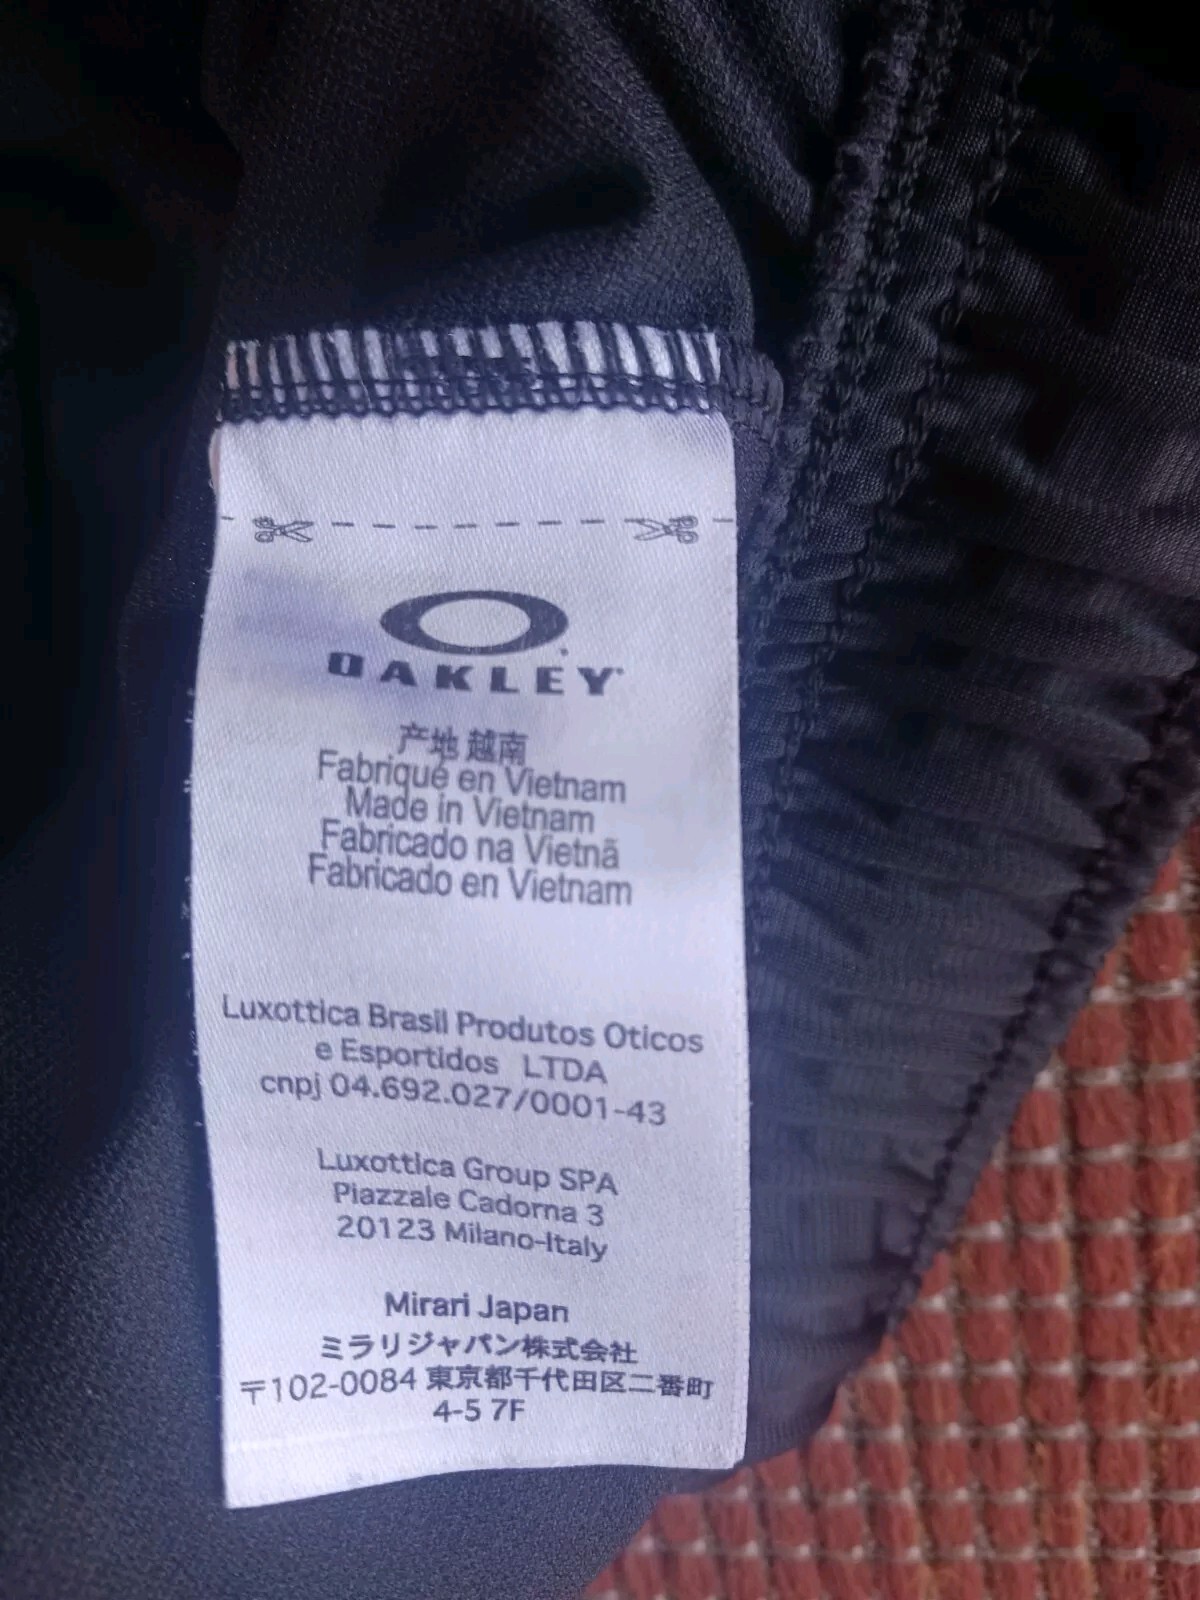 OAKLEY
产地 越南
Fabriqué en Vietnam
Made in Vietnam
Fabricado na Vietnã
Fabricado en Vietnam
Luxottica Brasil Produtos Oticos
e Esportidos LTDA
cnpj 04.692.027/0001-43
Luxottica Group SPA
Piazzale Cadorna 3
20123 Milano-Italy
Mirari Japan
ミラリジャパン株式会社
〒102-0084 東京都千代田区二番町
4-5 7F